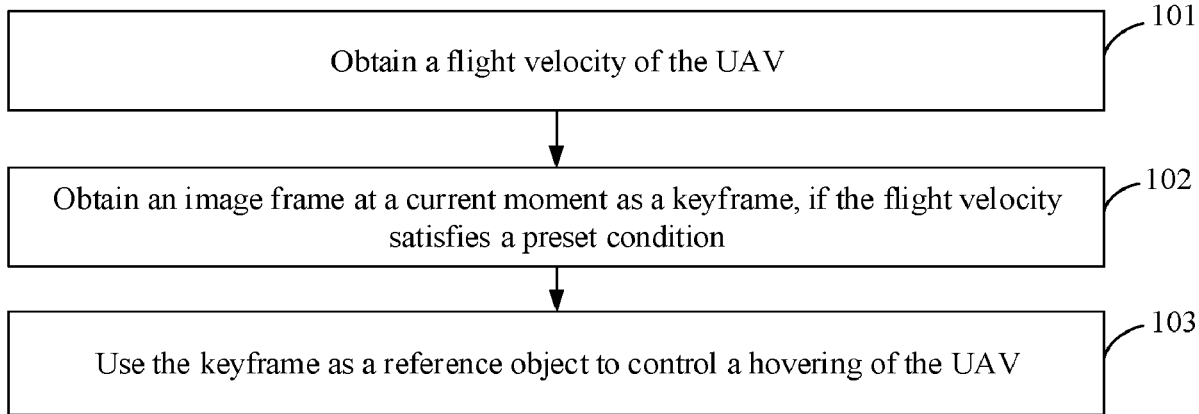 101
Obtain a flight velocity of the UAV
102
Obtain an image frame at a current moment as a keyframe, if the flight velocity
satisfies a preset condition
103
Use the keyframe as a reference object to control a hovering of the UAV